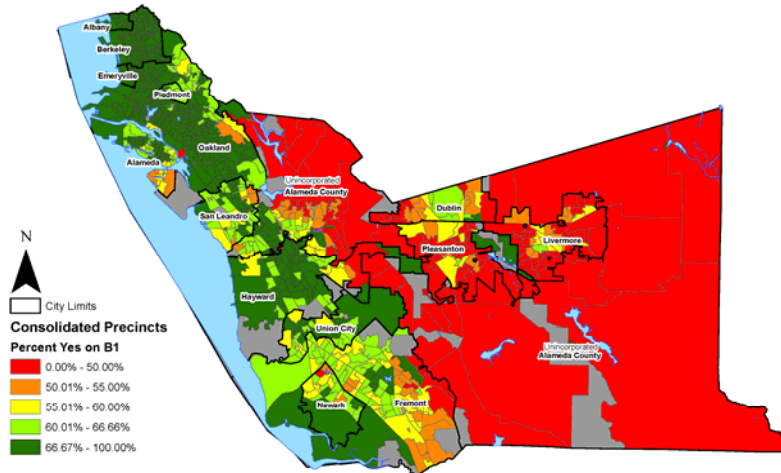 Albany
Berkeley
Emeryville
Piedmont
Oakland
Alameda
Unincorporated
Alameda County
San Leandro
Dublin
Pleasanton
Livermore
N
Hayward
Union City
Unincorporated
Alameda County
Newark
Fremont
City Limits
Consolidated Precincts
Percent Yes on B1
0.00% - 50.00%
50.01% - 55.00%
55.01% - 60.00%
60.01% - 66.66%
66.67% - 100.00%